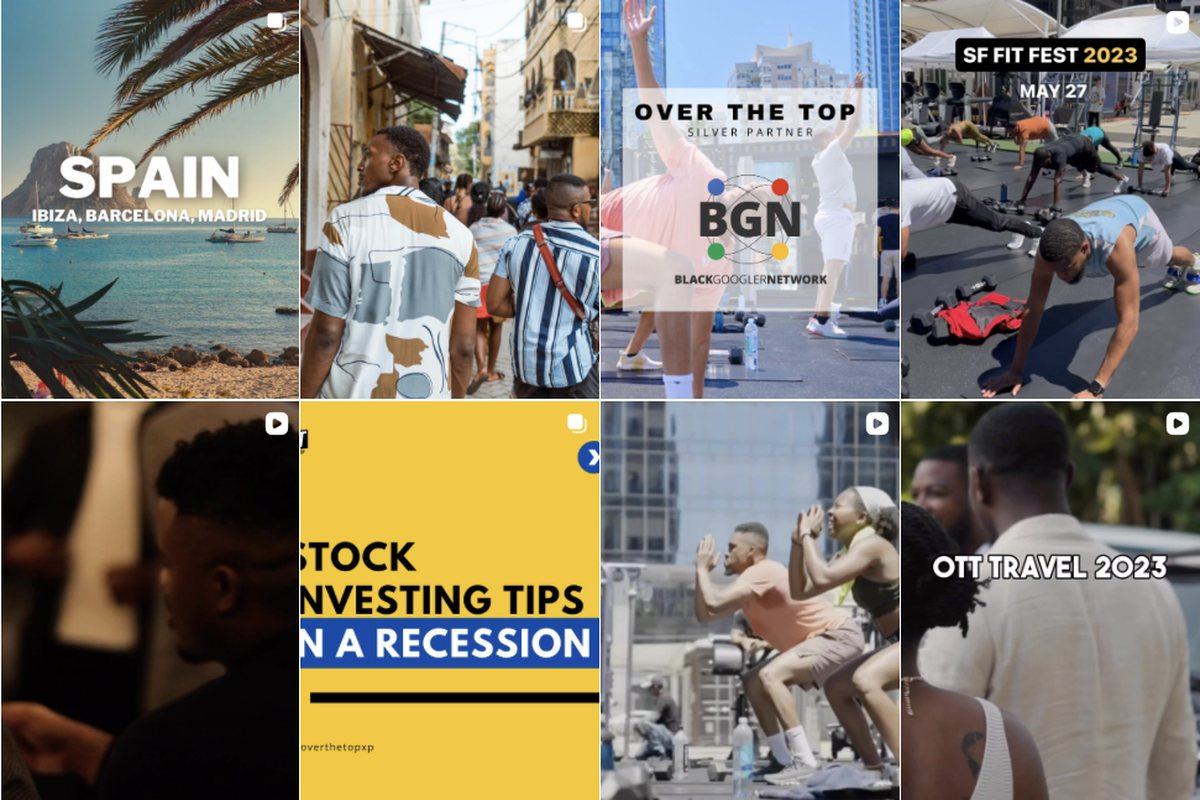 SPAIN
IBIZA, BARCELONA, MADRID
OVER THE TOP
SILVER PARTNER
BGN
BLACKGOOGLERNETWORK
SF FIT FEST 2023
MAY 27
STOCK
NVESTING TIPS
N A RECESSION
overthetopxp
OTT TRAVEL 2023